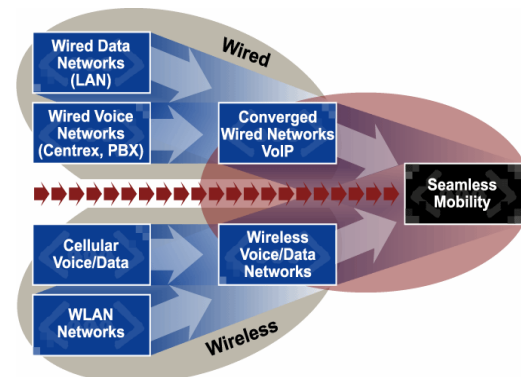 Wired Data
Networks
(LAN)
Wired
Wired Voice
Networks
(Centrex, PBX)
Converged
Wired Networks
VoIP
Seamless
Mobility
Cellular
Voice/Data
Wireless
Voice/Data
Networks
WLAN
Networks
Wireless